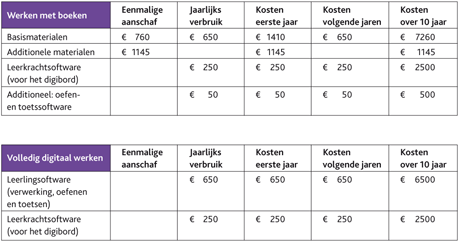 Werken met boeken Eenmalige aanschaf Jaarlijks verbruik Kosten eerste jaar Kosten volgende jaren Kosten over 10 jaar
Basismaterialen € 760 € 650 € 1410 € 650 € 7260
Additionele materialen € 1145 € 1145 € 1145
Leerkrachtsoftware (voor het digibord) € 250 € 250 € 250 € 2500
Additioneel: oefen- en toetssoftware € 50 € 50 € 50 € 500
Volledig digitaal werken Eenmalige aanschaf Jaarlijks verbruik Kosten eerste jaar Kosten volgende jaren Kosten over 10 jaar
Leerlingsoftware (verwerking, oefenen en toetsen) € 650 € 650 € 650 € 6500
Leerkrachtsoftware (voor het digibord) € 250 € 250 € 250 € 2500